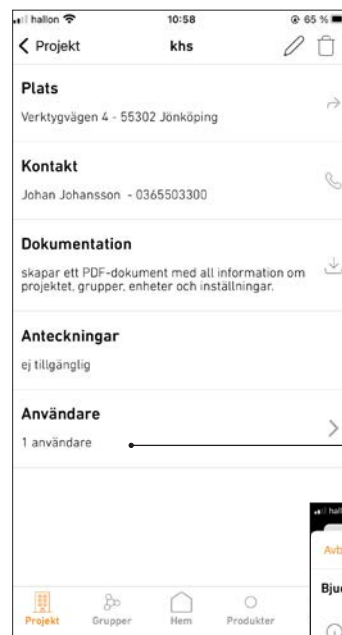 hallon 10:58 65 %
Projekt khs
Plats
Verktygvägen 4 - 55302 Jönköping
Kontakt
Johan Johansson - 0365503300
Dokumentation
skapar ett PDF-dokument med all information om
projektet, grupper, enheter och inställningar.
Anteckningar
ej tillgänglig
Användare
1 användare
Projekt Grupper Hem Produkter